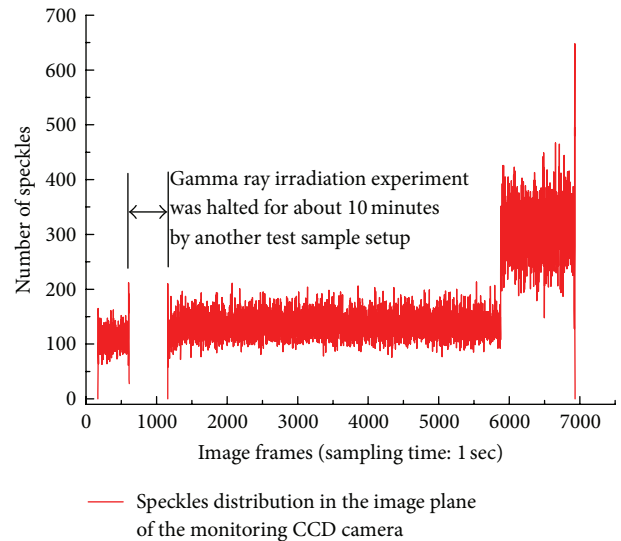 700
600
500
400
300
200
100
0
Number of speckles
Gamma ray irradiation experiment
was halted for about 10 minutes
by another test sample setup
0 1000 2000 3000 4000 5000 6000 7000
Image frames (sampling time: 1 sec)
Speckles distribution in the image plane
of the monitoring CCD camera